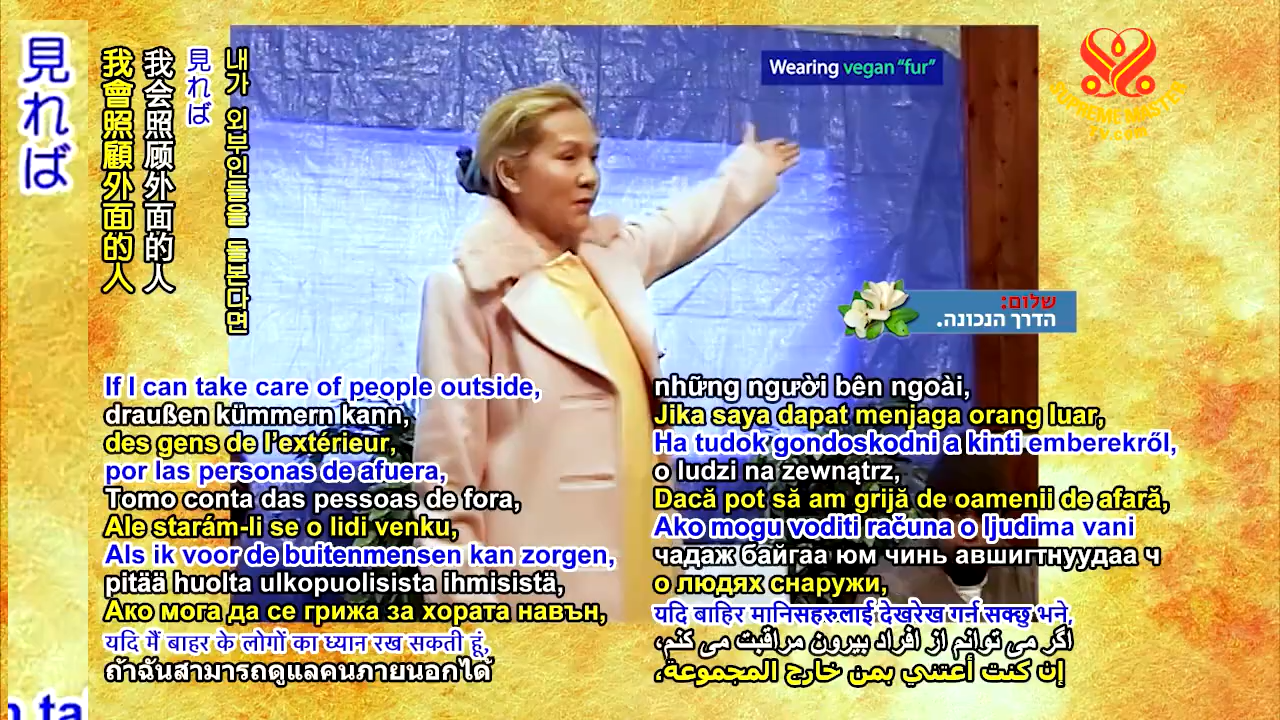 見れば
我會照顧外面的人
我会照顾外面的人
見れば
내가 외부인들을 돌본다면
Wearing vegan “fur”
SUPREME MASTER
TV.com
שלום:
הדרך הנכונה.
If I can take care of people outside,
draußen kümmern kann,
des gens de l’extérieur,
por las personas de afuera,
Tomo conta das pessoas de fora,
Ale starám-li se o lidi venku,
Als ik voor de buitenmensen kan zorgen,
pitää huolta ulkopuolisista ihmisistä,
Ако мога да се грижа за хората навън,
यदि मैं बाहर के लोगों का ध्यान रख सकती हूं,
ถ้าฉันสามารถดูแลคนภายนอกได้
những người bên ngoài,
Jika saya dapat menjaga orang luar,
Ha tudok gondoskodni a kinti emberekről,
o ludzi na zewnątrz,
Dacă pot să am grijă de oamenii de afară,
Ako mogu voditi računa o ljudima vani
чадаж байгаа юм чинь авшигтнуудаа ч
о людях снаружи,
यदि बाहिर मानिसहरुलाई देखरेख गर्न सक्छु भने,
اگر می توانم از افراد بیرون مراقبت می کنم،
إن كنت أعتني بمن خارج المجموعة،